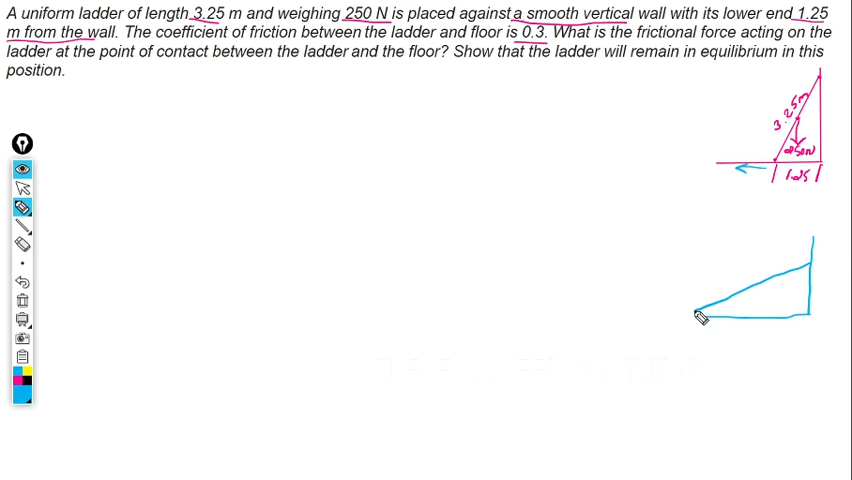 A uniform ladder of length 3.25 m and weighing 250 N is placed against a smooth vertical wall with its lower end 1.25
m from the wall. The coefficient of friction between the ladder and floor is 0.3. What is the frictional force acting on the
ladder at the point of contact between the ladder and the floor? Show that the ladder will remain in equilibrium in this
position.
3.25m
250N
1.25